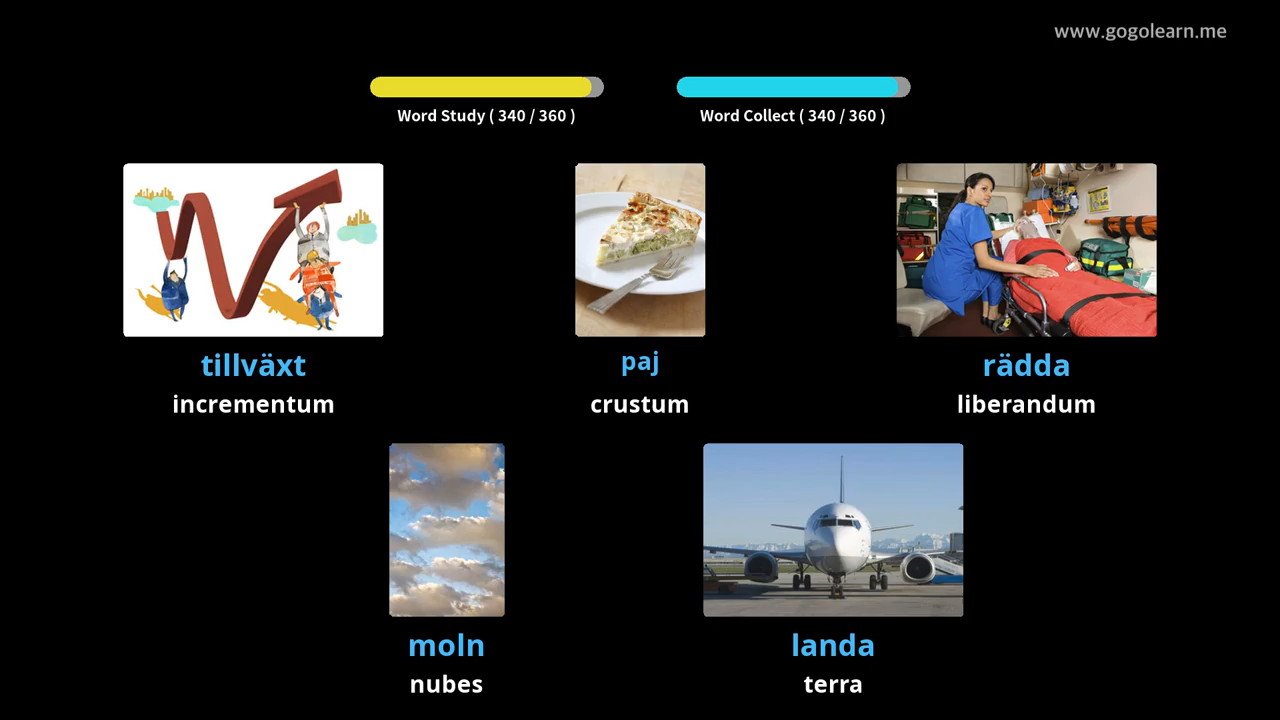 www.gogolearn.me
Word Study ( 340 / 360 )
Word Collect ( 340 / 360 )
tillväxt
incrementum
paj
crustum
rädda
liberandum
moln
nubes
landa
terra